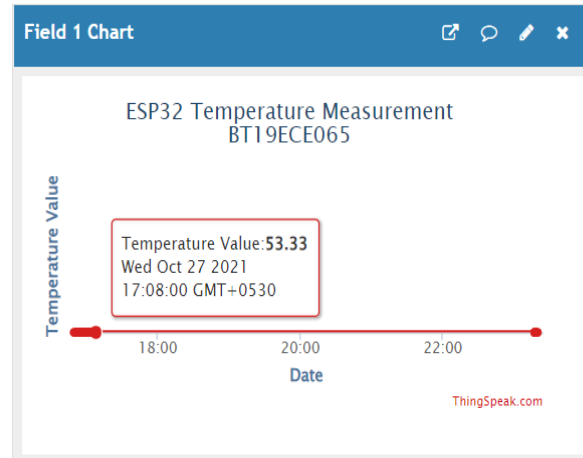 Field 1 Chart
ESP32 Temperature Measurement
BT19ECE065
Temperature Value
Temperature Value:53.33
Wed Oct 27 2021
17:08:00 GMT+0530
18:00 20:00 22:00
Date
ThingSpeak.com